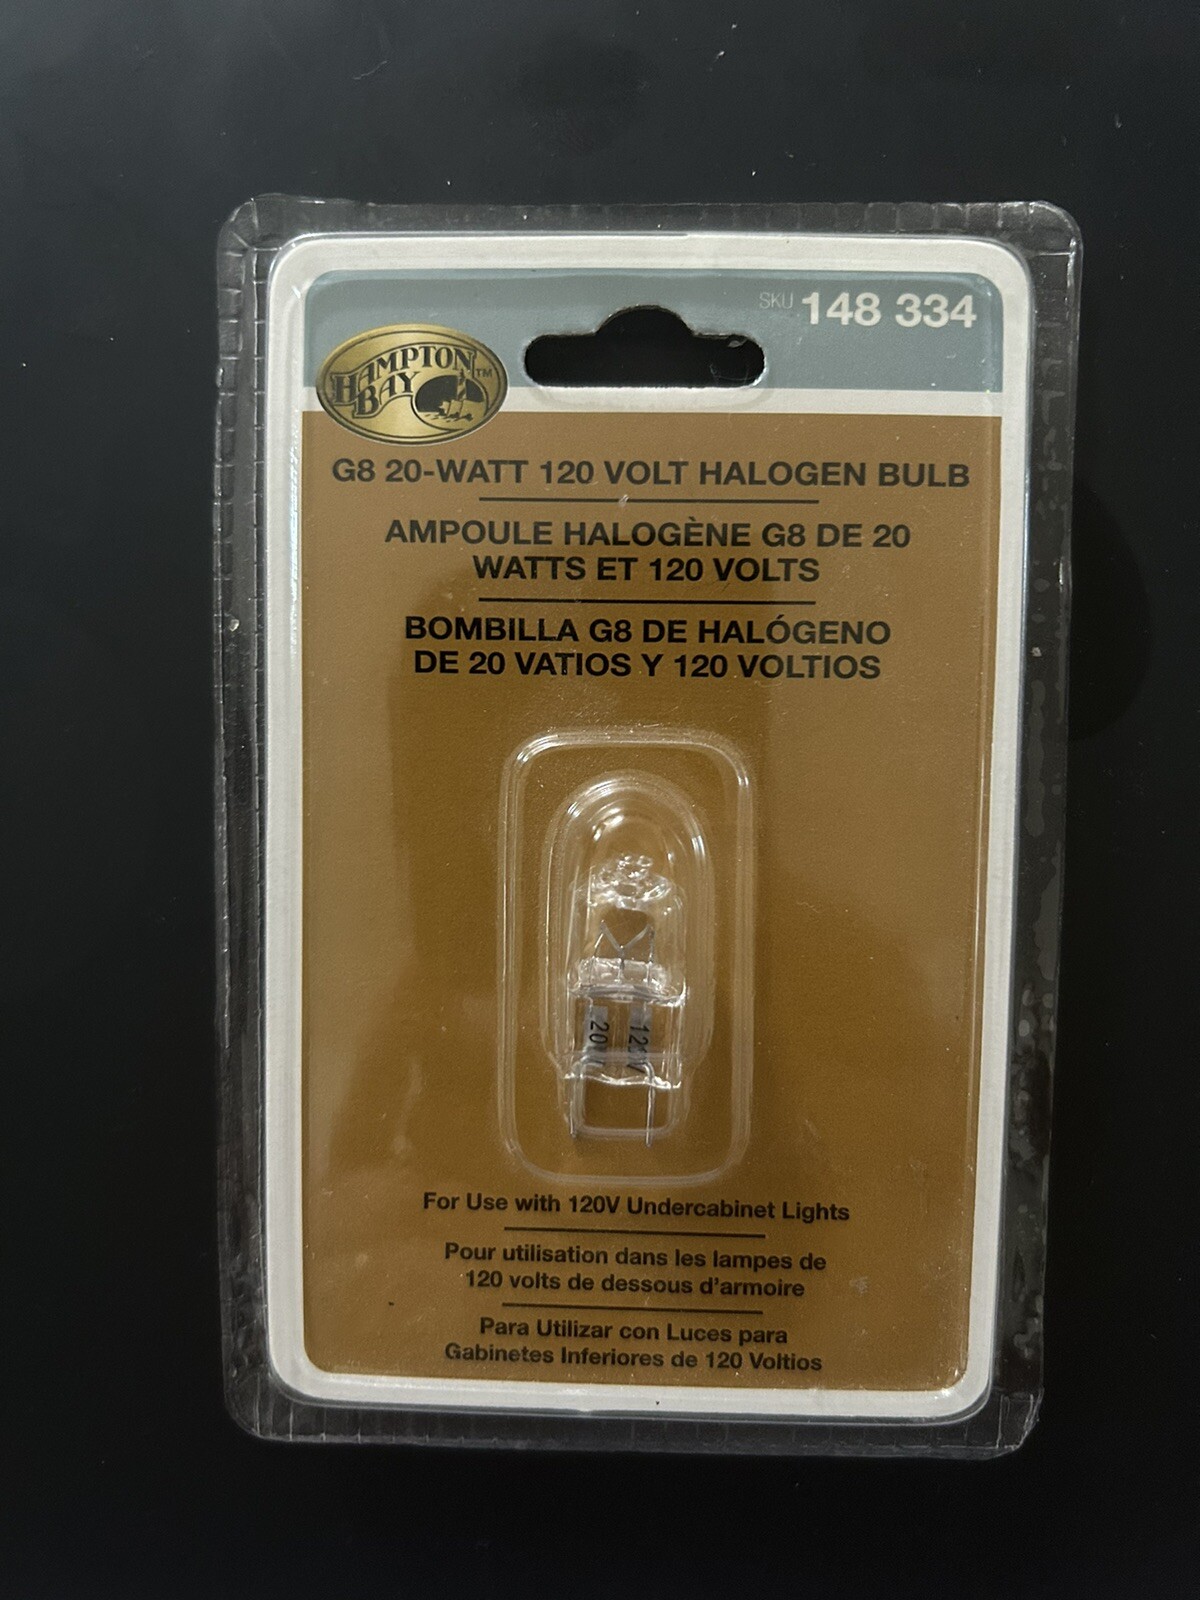 SKU 148 334
HAMPTON
BAY™
G8 20-WATT 120 VOLT HALOGEN BULB
AMPOULE HALOGÈNE G8 DE 20
WATTS ET 120 VOLTS
BOMBILLA G8 DE HALÓGENO
DE 20 VATIOS Y 120 VOLTIOS
20W
120V
For Use with 120V Undercabinet Lights
Pour utilisation dans les lampes de
120 volts de dessous d'armoire
Para Utilizar con Luces para
Gabinetes Inferiores de 120 Voltios